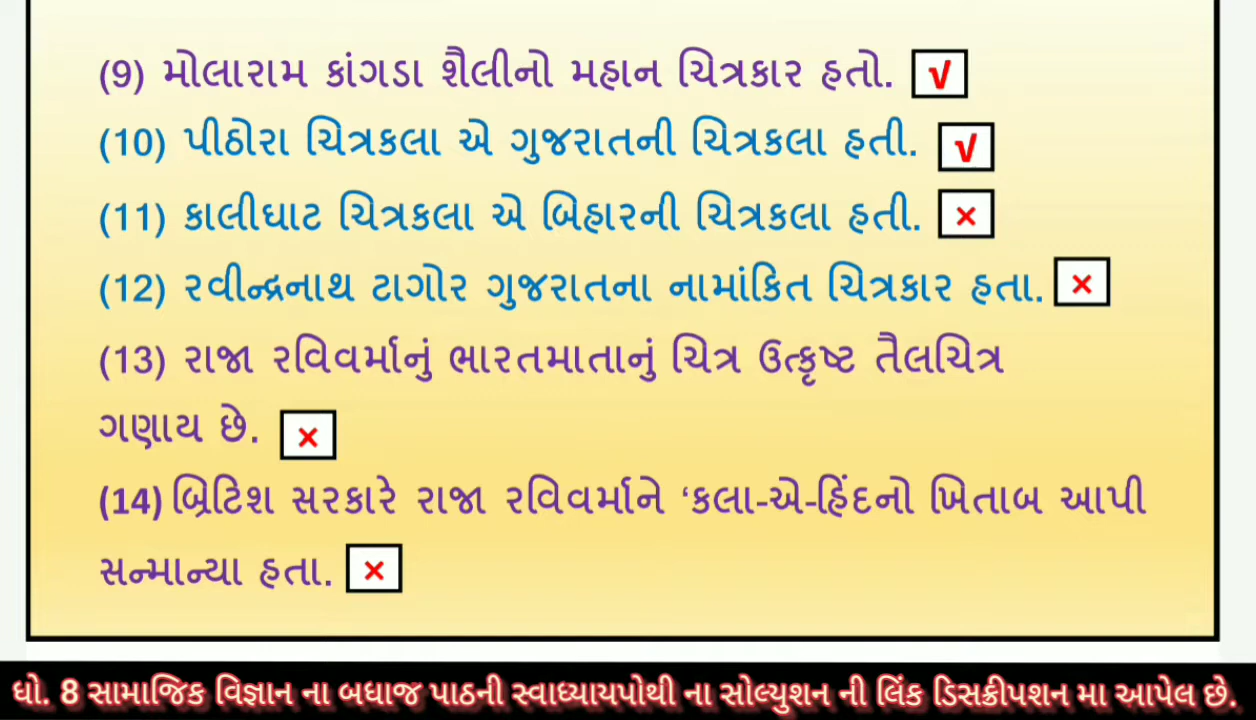 (9) મોલારામ કાંગડા શૈલીનો મહાન ચિત્રકાર હતો. √
(10) પીઠોરા ચિત્રકલા એ ગુજરાતની ચિત્રકલા હતી. √
(11) કાલીઘાટ ચિત્રકલા એ બિહારની ચિત્રકલા હતી. ×
(12) રવીન્દ્રનાથ ટાગોર ગુજરાતના નામાંકિત ચિત્રકાર હતા. ×
(13) રાજા રવિવર્માનું ભારતમાતાનું ચિત્ર ઉત્કૃષ્ટ તૈલચિત્ર
ગણાય છે. ×
(14) બ્રિટિશ સરકારે રાજા રવિવર્માને ‘કલા-એ-હિંદનો ખિતાબ આપી
સન્માન્યા હતા. ×
ધો. 8 સામાજિક વિજ્ઞાન ના બધાજ પાઠની સ્વાધ્યાયપોથી ના સોલ્યુશન ની લિંક ડિસક્રીપશન મા આપેલ છે.